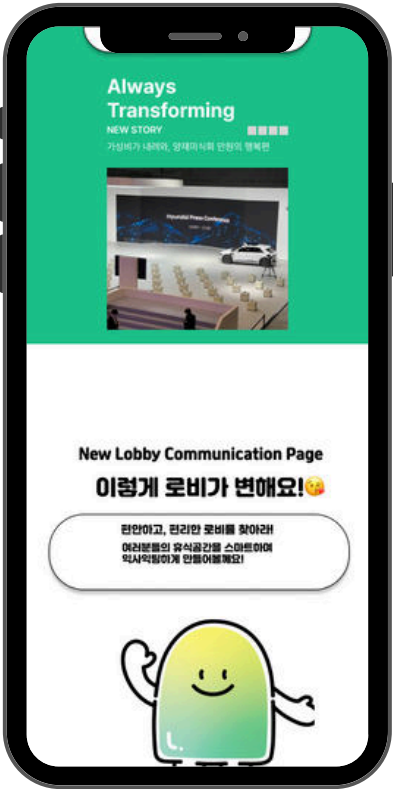 Always
Transforming
NEW STORY
가성비가 내려와, 양재미식회 만원의 행복편
Hyundai Press Conference
New Lobby Communication Page
이렇게 로비가 변해요!😘
편안하고, 편리한 로비를 찾아라!
여러분들의 휴식공간을 스마트하며
익사익팅하게 만들어볼께요!
L.